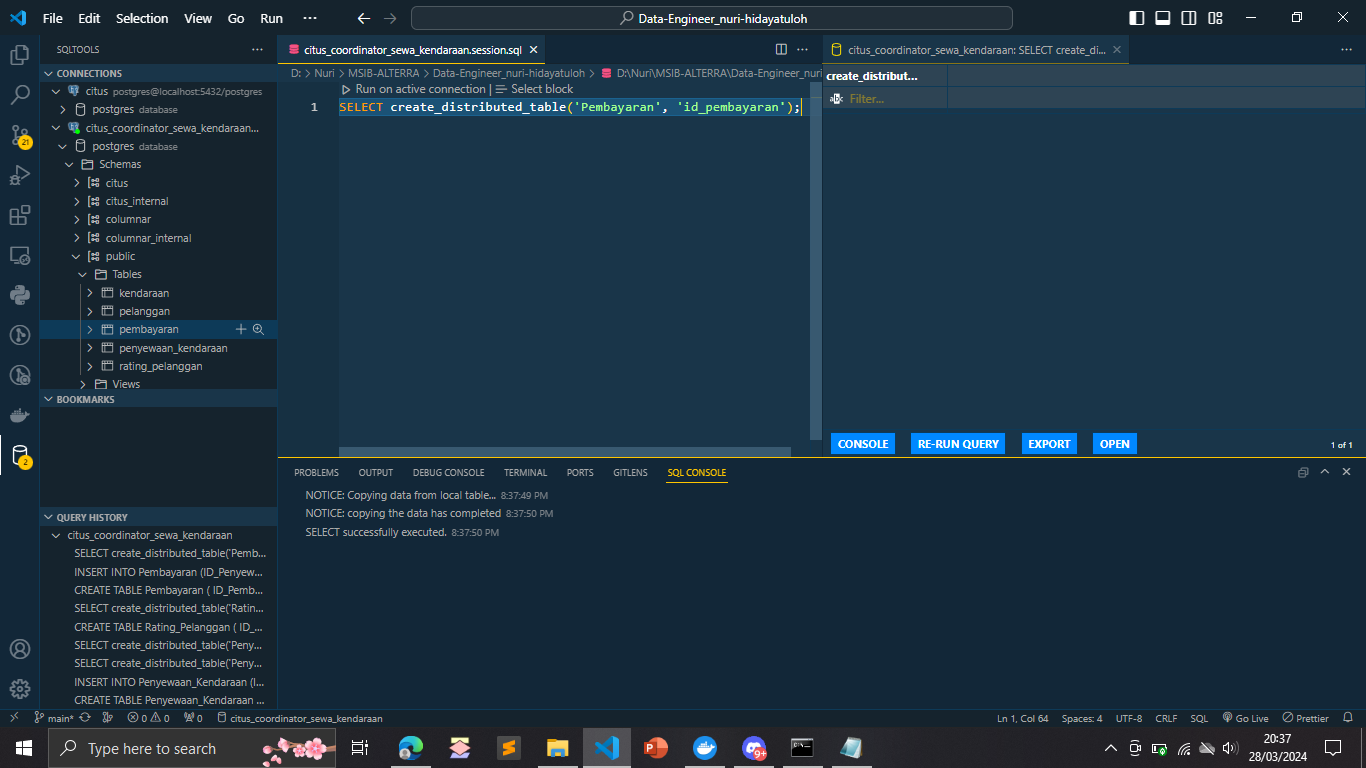 File Edit Selection View Go Run ··· Data-Engineer_nuri-hidayatuloh
SQLTOOLS ···
CONNECTIONS
citus postgres@localhost:5432/postgres
postgres database
citus_coordinator_sewa_kendaraan...
postgres database
Schemas
citus
citus_internal
columnar
columnar_internal
public
Tables
kendaraan
pelanggan
pembayaran
penyewaan_kendaraan
rating_pelanggan
Views
BOOKMARKS
QUERY HISTORY
citus_coordinator_sewa_kendaraan
SELECT create_distributed_table('Pemb...
INSERT INTO Pembayaran (ID_Penyew...
CREATE TABLE Pembayaran ( ID_Pemb...
SELECT create_distributed_table('Ratin...
CREATE TABLE Rating_Pelanggan ( ID_...
SELECT create_distributed_table('Peny...
SELECT create_distributed_table('Peny...
INSERT INTO Penyewaan_Kendaraan (I...
CREATE TABLE Penyewaan_Kendaraan ...
21
2
citus_coordinator_sewa_kendaraan.session.sql
D: > Nuri > MSIB-ALTERRA > Data-Engineer_nuri-hidayatuloh > D:\Nuri\MSIB-ALTERRA\Data-Engineer_nuri
Run on active connection | Select block
1 SELECT create_distributed_table('Pembayaran', 'id_pembayaran');
citus_coordinator_sewa_kendaraan: SELECT create_di...
create_distribut...
Filter...
CONSOLE RE-RUN QUERY EXPORT OPEN 1 of 1
PROBLEMS OUTPUT DEBUG CONSOLE TERMINAL PORTS GITLENS SQL CONSOLE
NOTICE: Copying data from local table... 8:37:49 PM
NOTICE: copying the data has completed 8:37:50 PM
SELECT successfully executed. 8:37:50 PM
main* 0 0 0 citus_coordinator_sewa_kendaraan Ln 1, Col 64 Spaces: 4 UTF-8 CRLF SQL Go Live Prettier
Type here to search
9+
20:37
28/03/2024